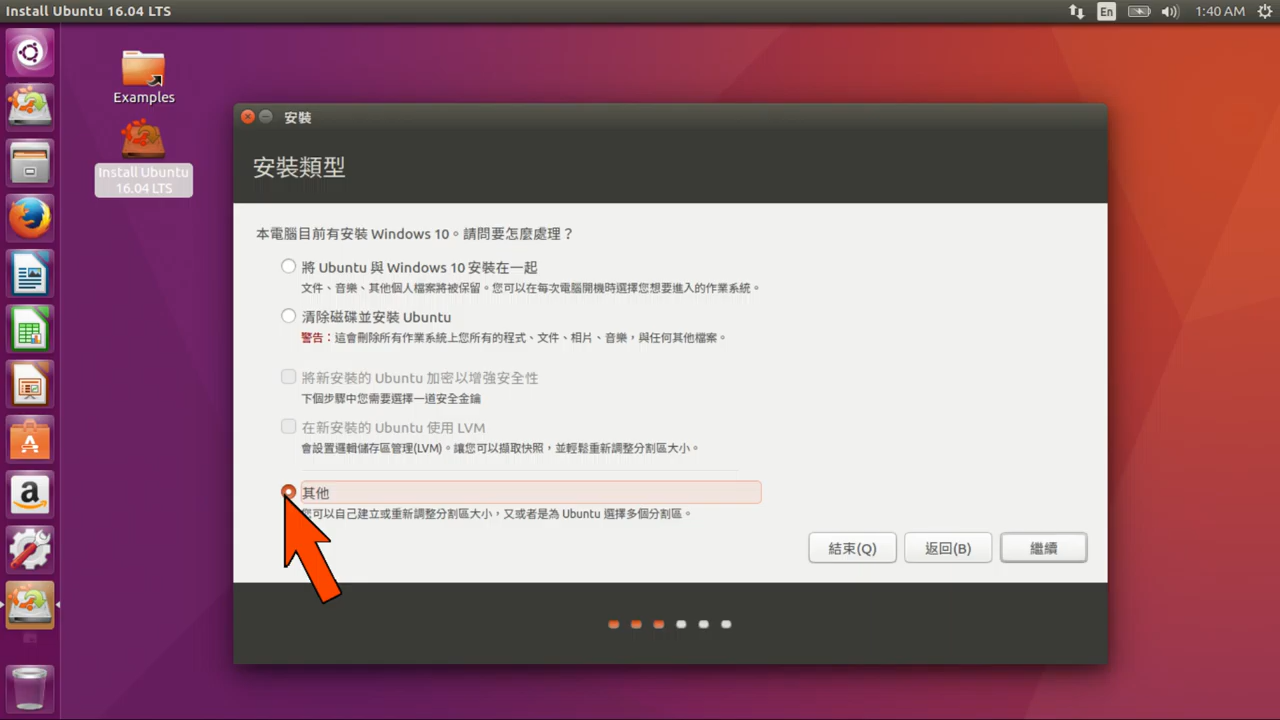 Install Ubuntu 16.04 LTS
En
1:40 AM
Examples
Install Ubuntu
16.04 LTS
安裝
安裝類型
本電腦目前有安裝 Windows 10。請問要怎麼處理？
將 Ubuntu 與 Windows 10 安裝在一起
文件、音樂、其他個人檔案將被保留。您可以在每次電腦開機時選擇您想要進入的作業系統。
清除磁碟並安裝 Ubuntu
警告：這會刪除所有作業系統上您所有的程式、文件、相片、音樂，與任何其他檔案。
將新安裝的 Ubuntu 加密以增強安全性
下個步驟中您需要選擇一道安全金鑰
在新安裝的 Ubuntu 使用 LVM
會設置邏輯儲存區管理(LVM)。讓您可以擷取快照，並輕鬆重新調整分割區大小。
其他
您可以自己建立或重新調整分割區大小，又或者是為 Ubuntu 選擇多個分割區。
結束(Q)
返回(B)
繼續